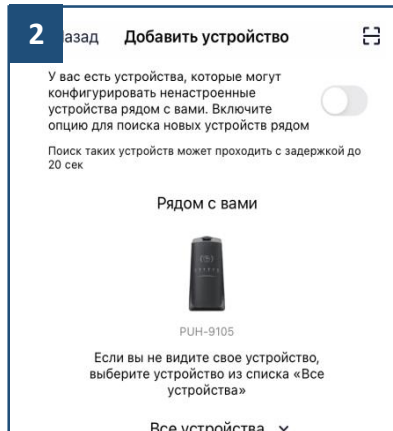 2
азад Добавить устройство
У вас есть устройства, которые могут
конфигурировать ненастроенные
устройства рядом с вами. Включите
опцию для поиска новых устройств рядом
Поиск таких устройств может проходить с задержкой до
20 сек
Рядом с вами
PUH-9105
Если вы не видите свое устройство,
выберите устройство из списка «Все
устройства»
Все устройства